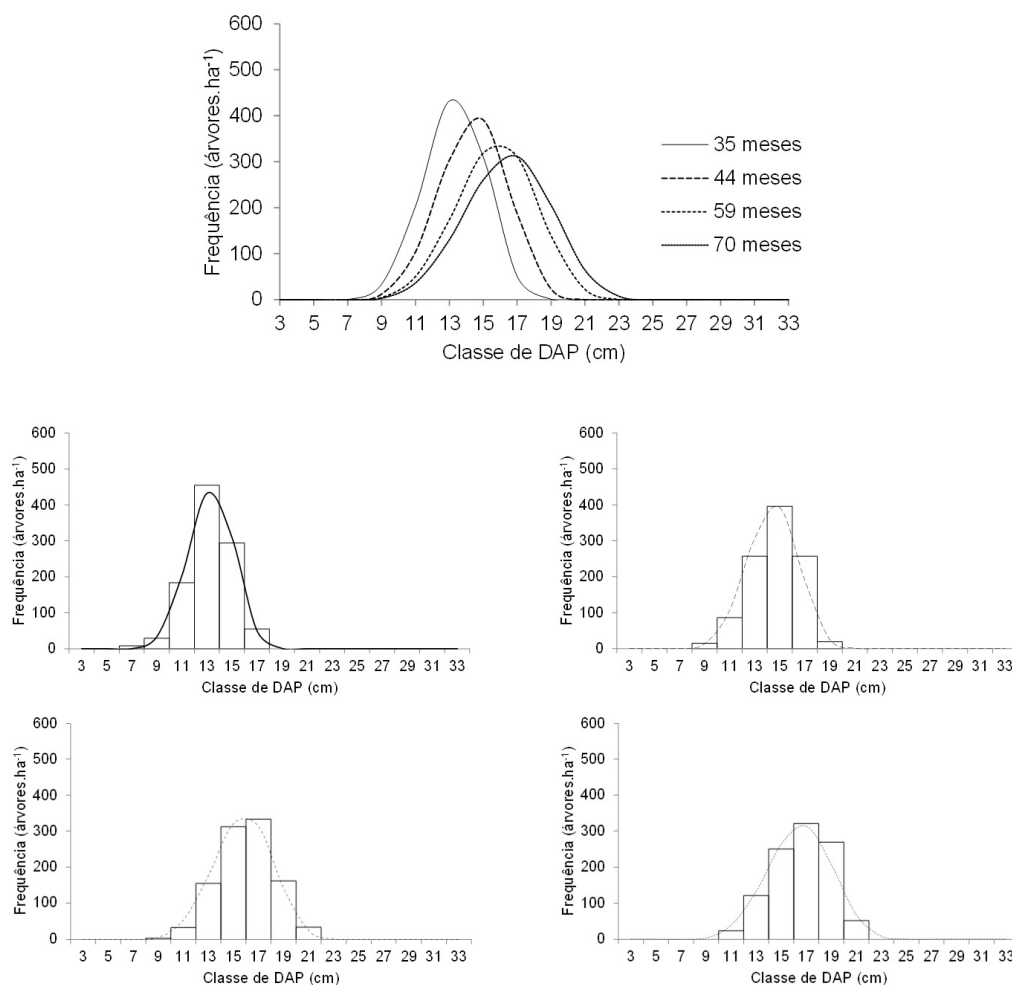 Frequência (árvores.ha⁻¹)
600
500
400
300
200
100
0
3 5 7 9 11 13 15 17 19 21 23 25 27 29 31 33
Classe de DAP (cm)
35 meses
44 meses
59 meses
70 meses
Frequência (árvores.ha⁻¹)
600
500
400
300
200
100
0
3 5 7 9 11 13 15 17 19 21 23 25 27 29 31 33
Classe de DAP (cm)
Frequência (árvores.ha⁻¹)
600
500
400
300
200
100
0
3 5 7 9 11 13 15 17 19 21 23 25 27 29 31 33
Classe de DAP (cm)
Frequência (árvores.ha⁻¹)
600
500
400
300
200
100
0
3 5 7 9 11 13 15 17 19 21 23 25 27 29 31 33
Classe de DAP (cm)
Frequência (árvores.ha⁻¹)
600
500
400
300
200
100
0
3 5 7 9 11 13 15 17 19 21 23 25 27 29 31 33
Classe de DAP (cm)